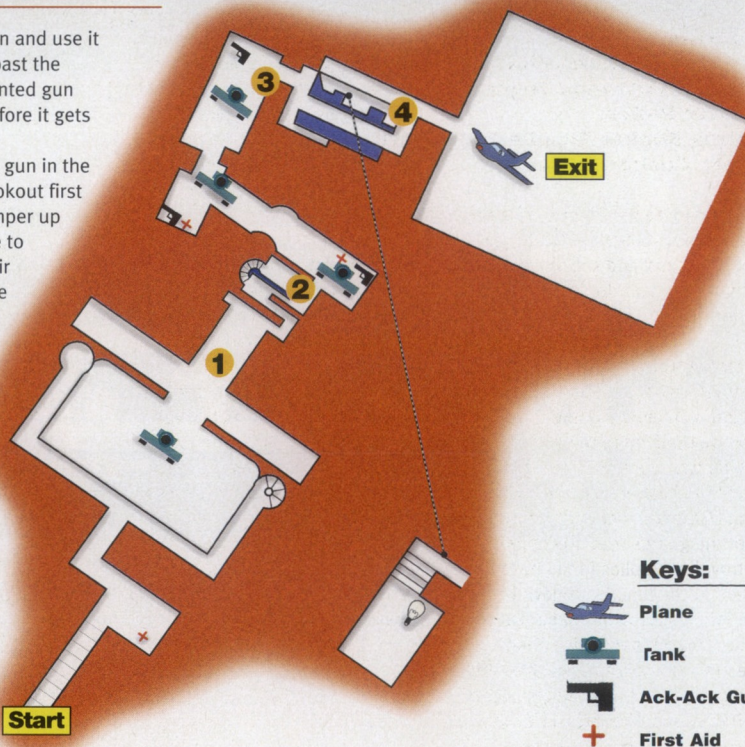 n and use it
past the
nted gun
fore it gets
gun in the
okout first
mper up
e to
ir
e
3
4
Exit
2
1
Start
Keys:
Plane
Tank
Ack-Ack Gu
First Aid